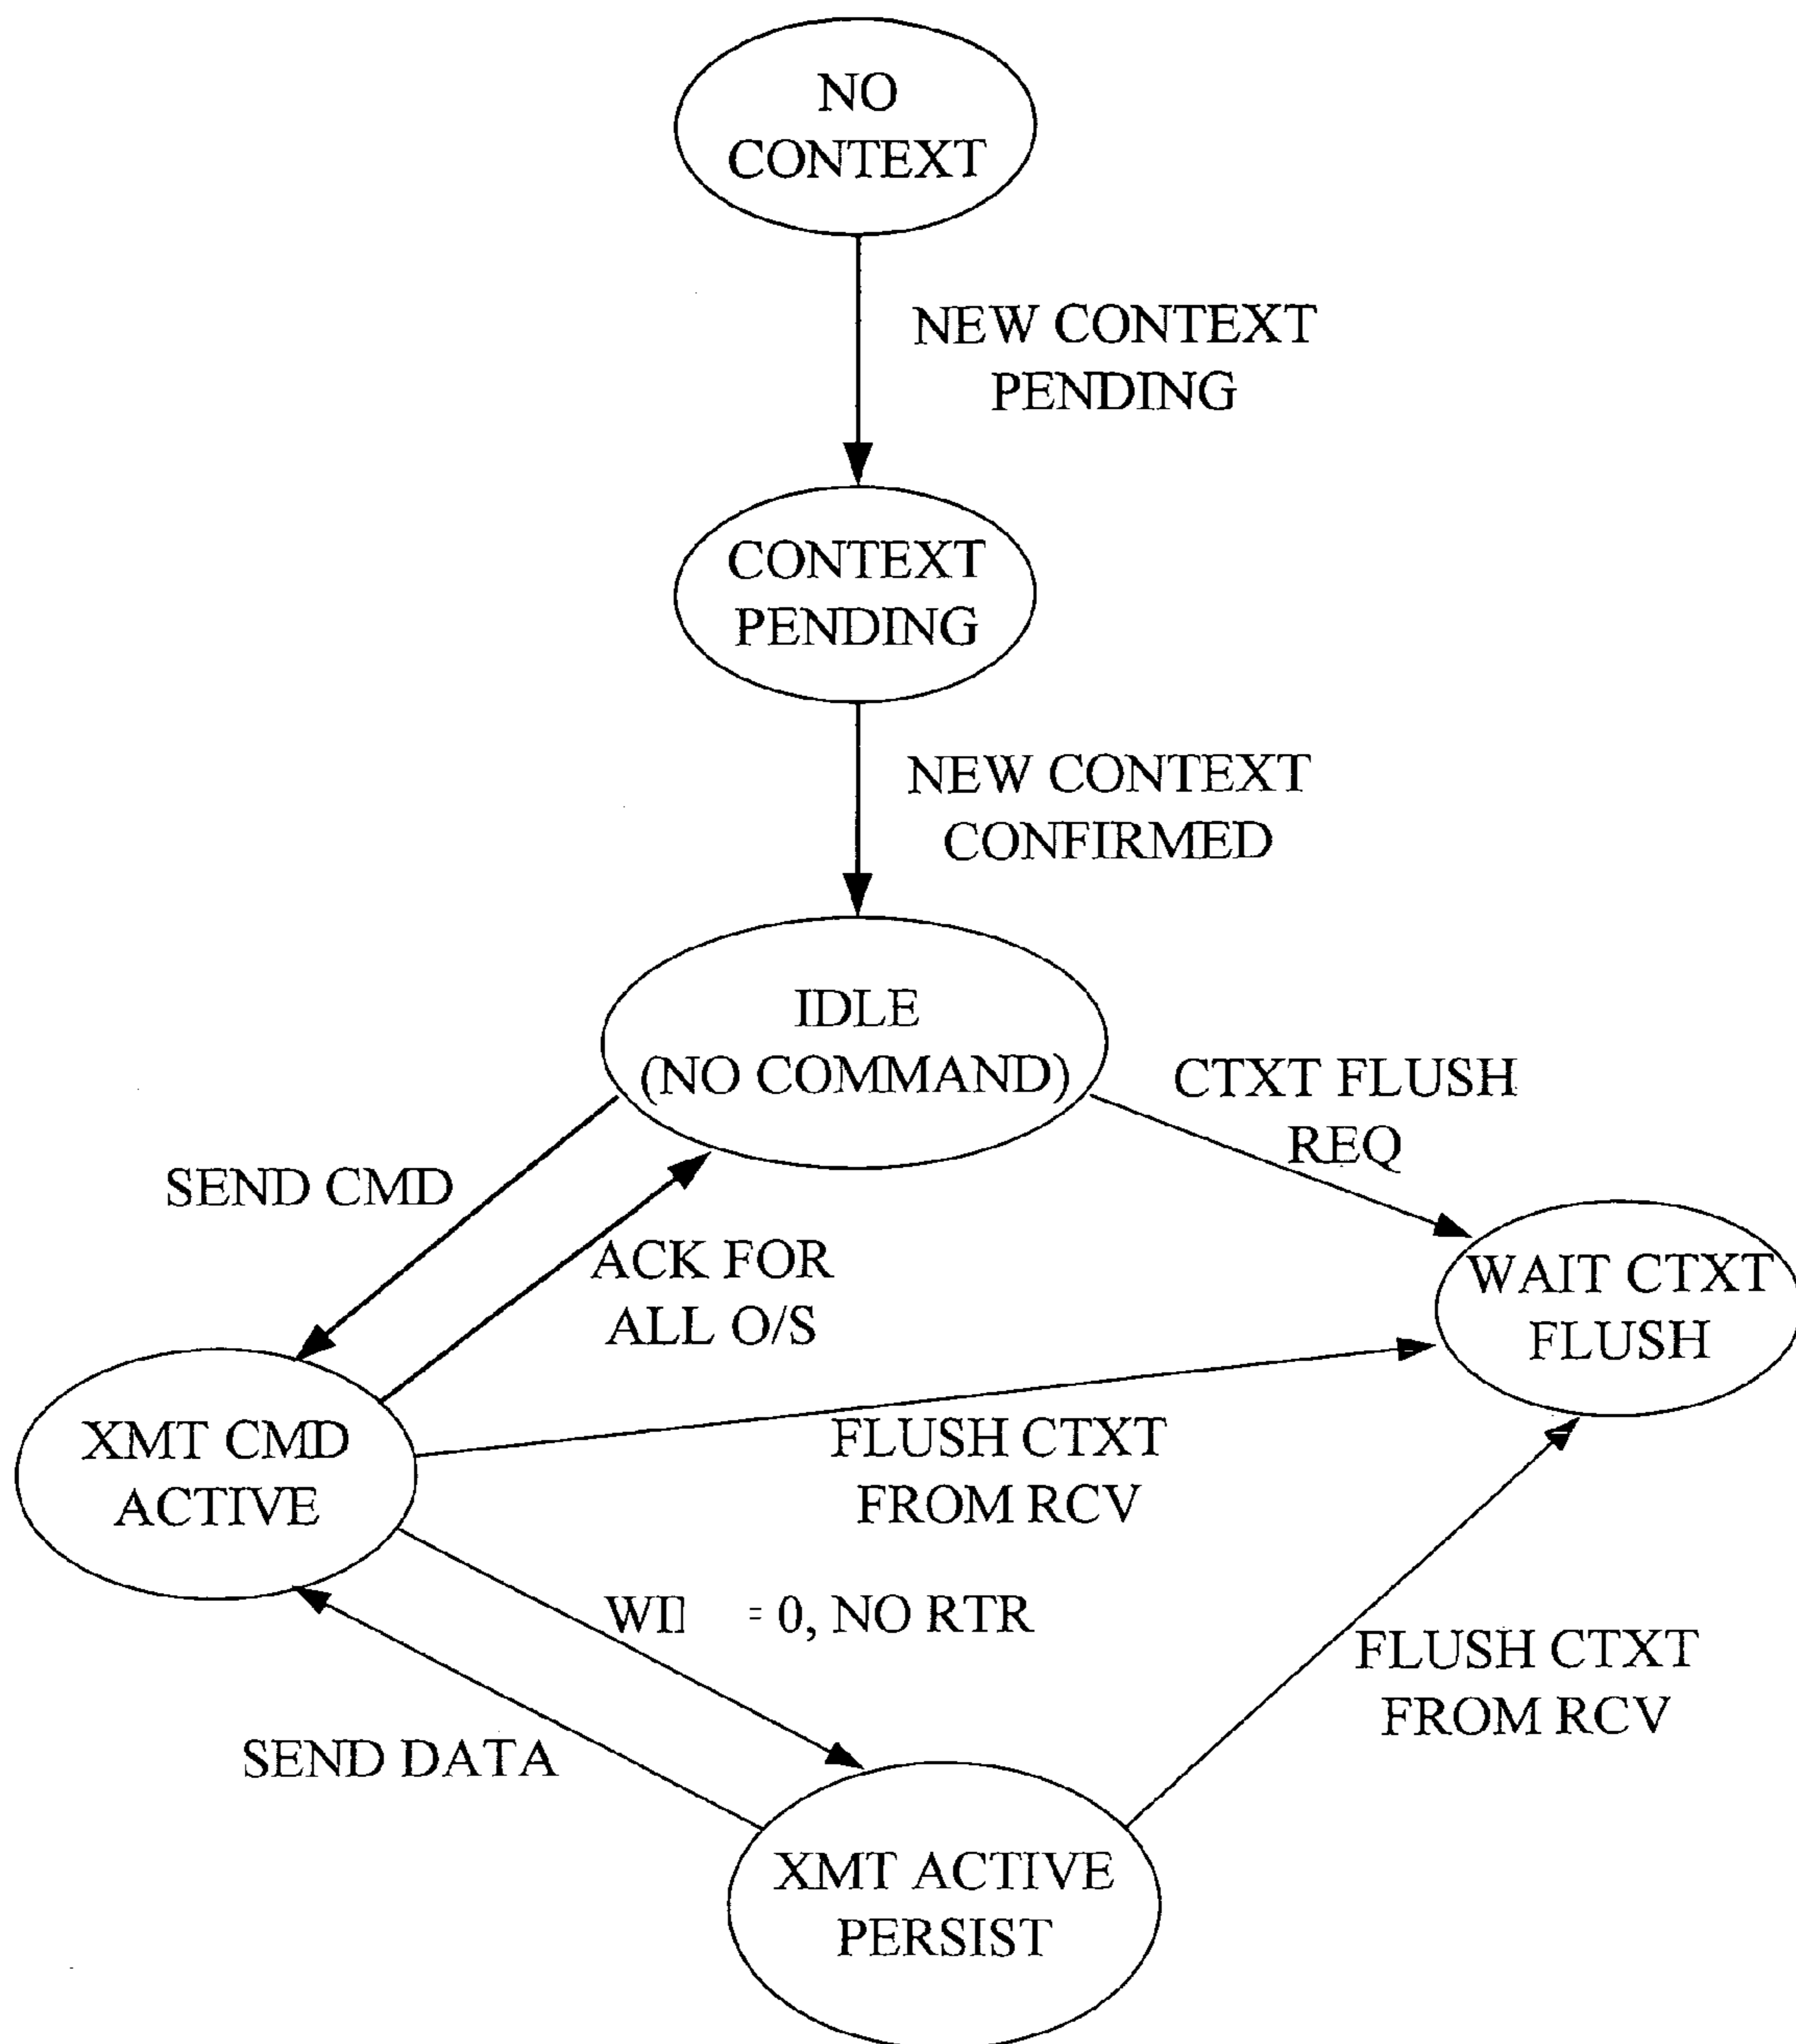 NO
CONTEXT
NEW CONTEXT
PENDING
CONTEXT
PENDING
NEW CONTEXT
CONFIRMED
IDLE
(NO COMMAND)
CTXT FLUSH
REQ
SEND CMD
ACK FOR
ALL O/S
WAIT CTXT
FLUSH
XMT CMD
ACTIVE
FLUSH CTXT
FROM RCV
= 0, NO RTR
FLUSH CTXT
FROM RCV
SEND DATA
XMT ACTIVE
PERSIST